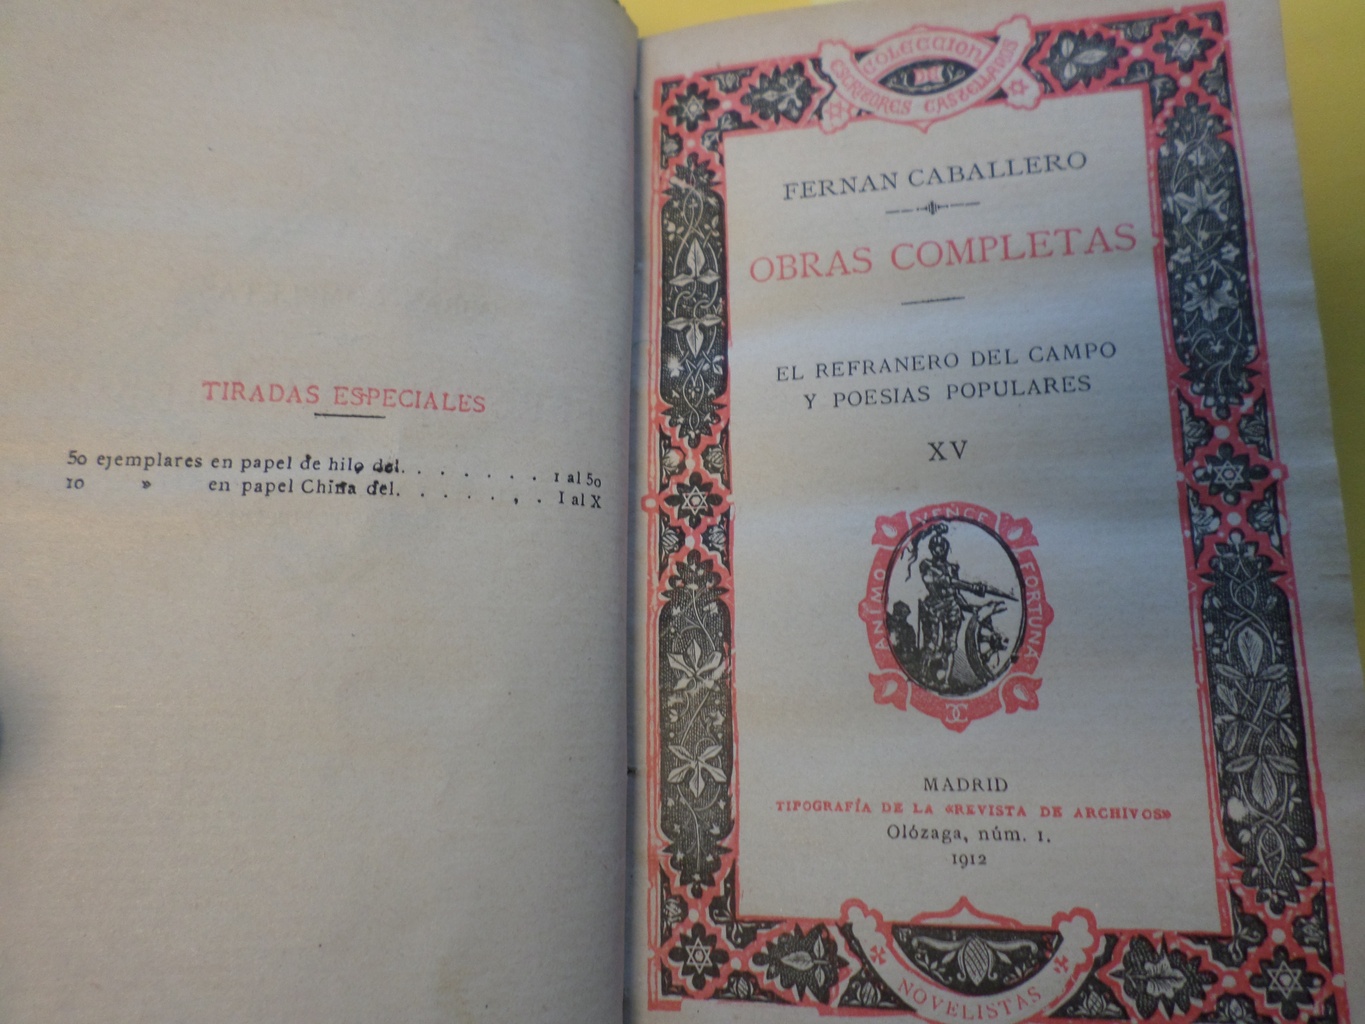 TIRADAS ESPECIALES
50 ejemplares en papel de hilo del. . . . . . . . 1 al 50
10 » en papel China del. . . . . . . . I al X
COLECCION
DE
ESCRITORES CASTELLANOS
FERNAN CABALLERO
OBRAS COMPLETAS
EL REFRANERO DEL CAMPO
Y POESIAS POPULARES
XV
ANIMO VENCE FORTUNA
MADRID
TIPOGRAFÍA DE LA «REVISTA DE ARCHIVOS»
Olózaga, núm. 1.
1912
NOVELISTAS